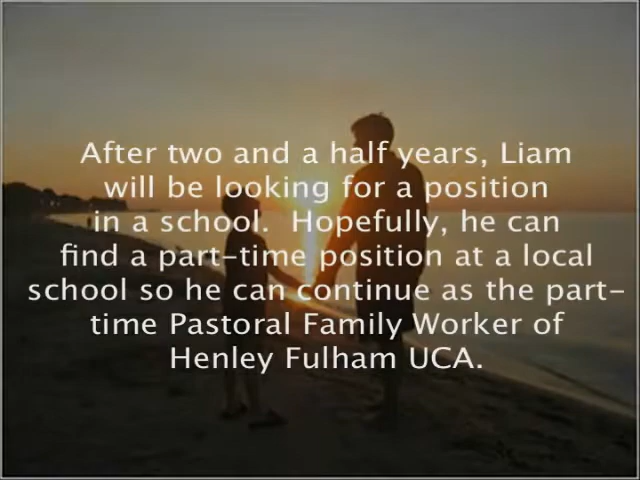 After two and a half years, Liam
will be looking for a position
in a school.  Hopefully, he can
find a part-time position at a local
school so he can continue as the part-
time Pastoral Family Worker of
Henley Fulham UCA.